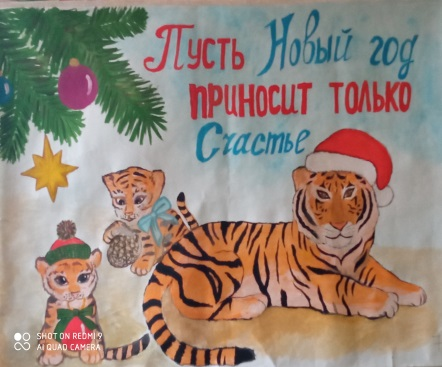 Пусть Новый год
приносит только
Счастье
SHOT ON REDMI 9
AI QUAD CAMERA